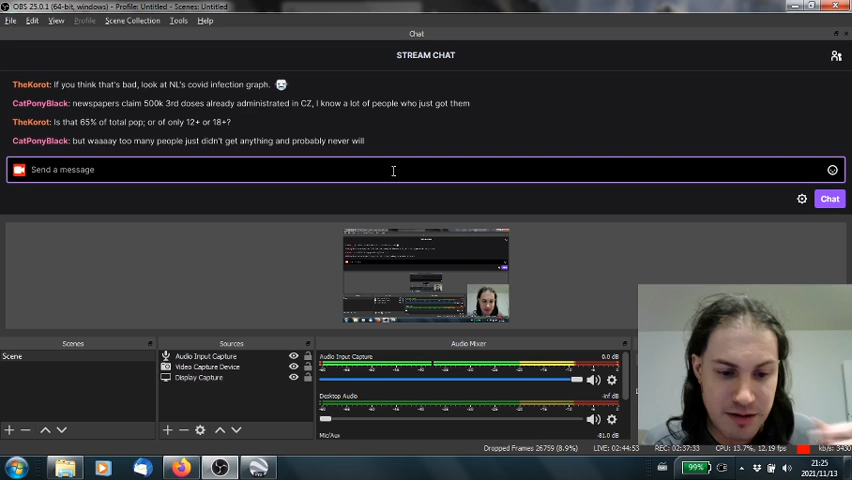 OBS 25.0.1 (64-bit, windows) - Profile: Untitled - Scenes: Untitled
File Edit View Profile Scene Collection Tools Help
Chat
STREAM CHAT
TheKorot: If you think that's bad, look at NL's covid infection graph.
CatPonyBlack: newspapers claim 500k 3rd doses already administrated in CZ, I know a lot of people who just got them
TheKorot: Is that 65% of total pop; or of only 12+ or 18+?
CatPonyBlack: but waaaay too many people just didn't get anything and probably never will
Send a message
Chat
Scenes
Sources
Audio Mixer
Scene
Audio Input Capture
Video Capture Device
Display Capture
Audio Input Capture 0.0 dB
Desktop Audio -inf dB
Mic/Aux -81.0 dB
Dropped Frames 26759 (8.9%) LIVE: 02:44:53 REC: 02:37:33 CPU: 13.7%, 12.19 fps kb/s: 3430
99%
21:25
2021/11/13